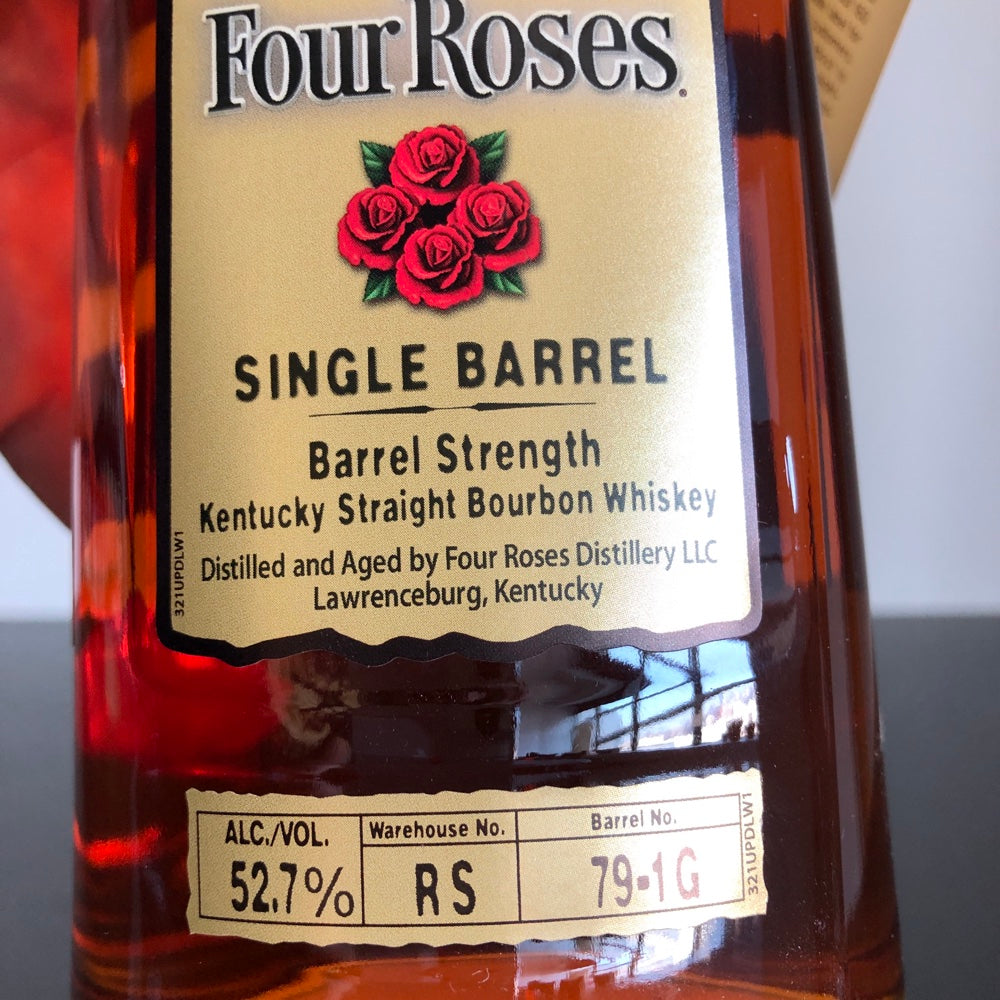 Four Roses.
SINGLE BARREL
Barrel Strength
Kentucky Straight Bourbon Whiskey
Distilled and Aged by Four Roses Distillery LLC
Lawrenceburg, Kentucky
321UPDLW1
ALC./VOL.
52.7%
Warehouse No.
RS
Barrel No.
79-1G
321UPDLW1